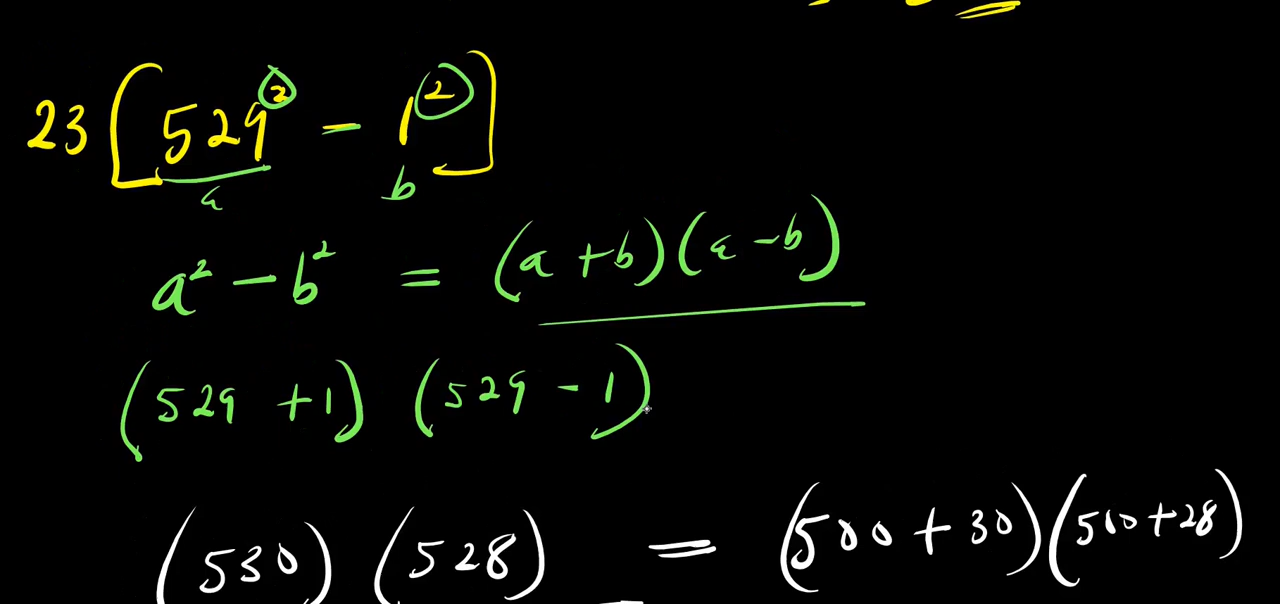 23 [529² - 1²]
a b
a² - b² = (a + b)(a - b)
(529 + 1) (529 - 1)
(530) (528) = (500 + 30)(500 + 28)